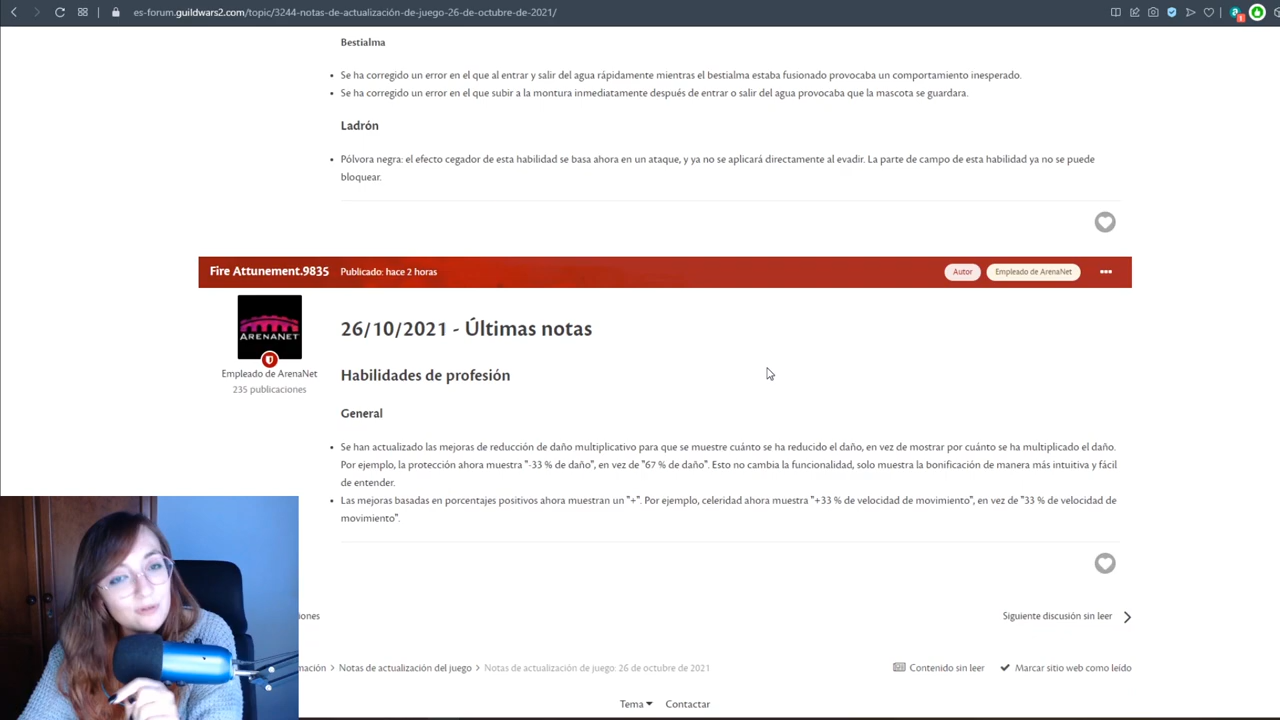 es-forum.guildwars2.com/topic/3244-notas-de-actualización-de-juego-26-de-octubre-de-2021/
Bestialma
Se ha corregido un error en el que al entrar y salir del agua rápidamente mientras el bestialma estaba fusionado provocaba un comportamiento inesperado.
Se ha corregido un error en el que subir a la montura inmediatamente después de entrar o salir del agua provocaba que la mascota se guardara.
Ladrón
Pólvora negra: el efecto cegador de esta habilidad se basa ahora en un ataque, y ya no se aplicará directamente al evadir. La parte de campo de esta habilidad ya no se puede
bloquear.
Fire Attunement.9835 Publicado: hace 2 horas Autor Empleado de ArenaNet
ARENANET
Empleado de ArenaNet
235 publicaciones
26/10/2021 - Últimas notas
Habilidades de profesión
General
Se han actualizado las mejoras de reducción de daño multiplicativo para que se muestre cuánto se ha reducido el daño, en vez de mostrar por cuánto se ha multiplicado el daño.
Por ejemplo, la protección ahora muestra "-33 % de daño", en vez de "67 % de daño". Esto no cambia la funcionalidad, solo muestra la bonificación de manera más intuitiva y fácil
de entender.
Las mejoras basadas en porcentajes positivos ahora muestran un "+". Por ejemplo, celeridad ahora muestra "+33 % de velocidad de movimiento", en vez de "33 % de velocidad de
movimiento".
iones Siguiente discusión sin leer
mación Notas de actualización del juego Notas de actualización de juego: 26 de octubre de 2021 Contenido sin leer Marcar sitio web como leído
Tema Contactar